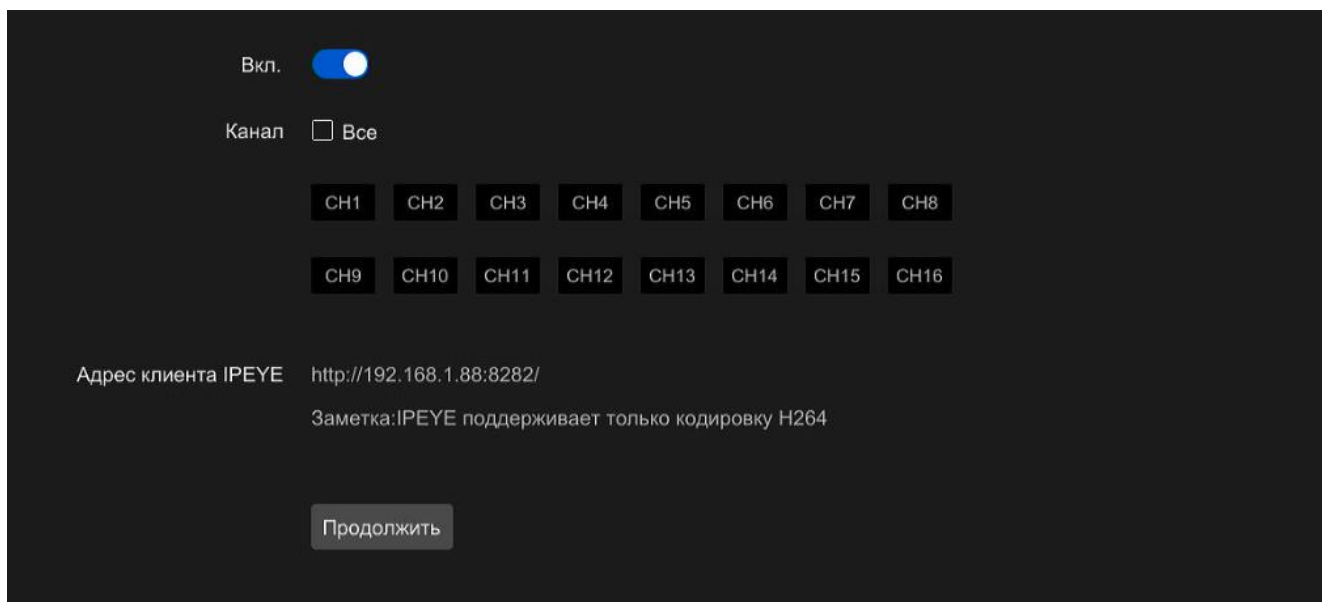 Вкл.
Канал Все
CH1 CH2 CH3 CH4 CH5 CH6 CH7 CH8
CH9 CH10 CH11 CH12 CH13 CH14 CH15 CH16
Адрес клиента IPEYE http://192.168.1.88:8282/
Заметка:IPEYE поддерживает только кодировку H264
Продолжить